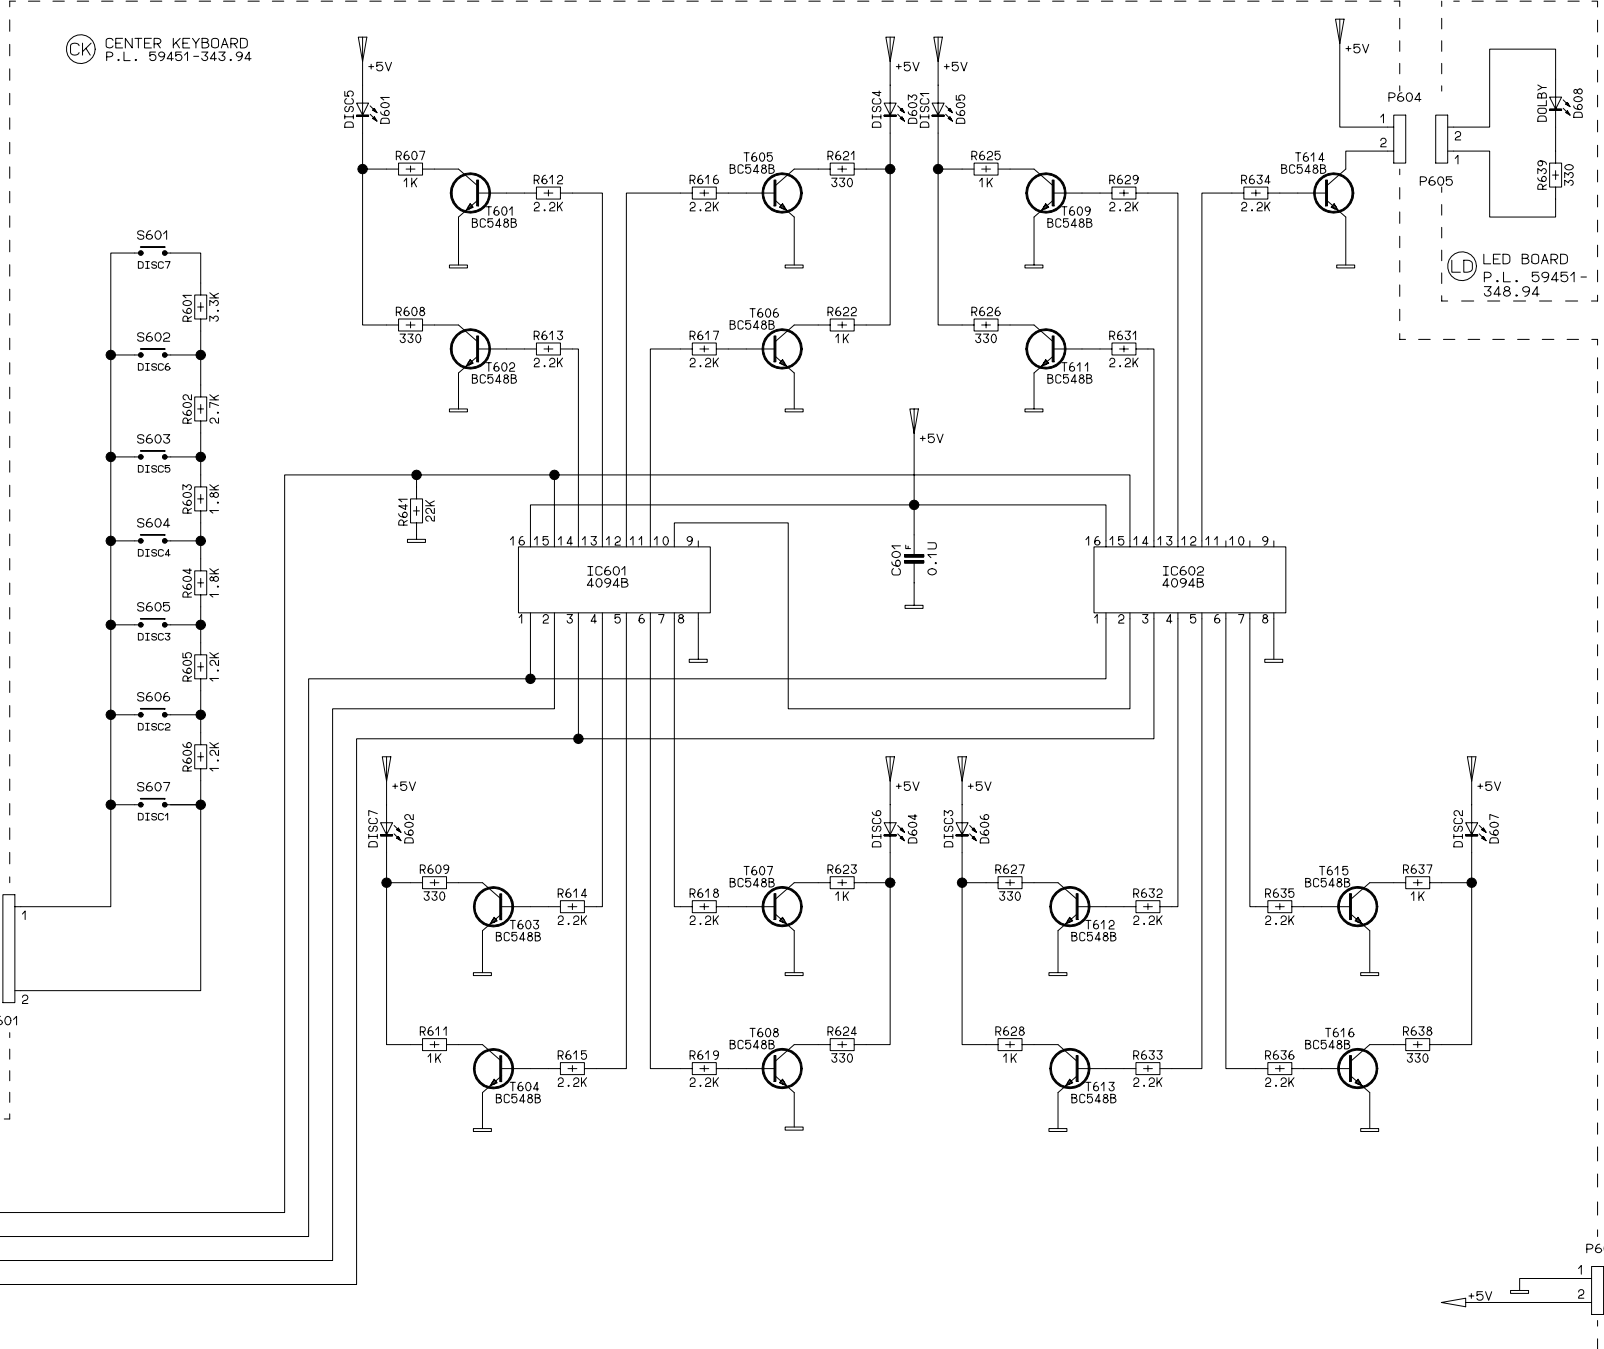 CK CENTER KEYBOARD
P.L. 59451-343.94
+5V
DISC5
D601
R607
1K
T601
BC548B
R612
2.2K
R608
330
T602
BC548B
R613
2.2K
T605
BC548B
R616
2.2K
R621
330
+5V
DISC4
D603
T606
BC548B
R617
2.2K
R622
1K
+5V
DISC1
D605
R625
1K
T609
BC548B
R629
2.2K
R626
330
T611
BC548B
R631
2.2K
+5V
T614
BC548B
R634
2.2K
P604
1
2
P605
2
1
DOLBY
D608
R639
330
LD LED BOARD
P.L. 59451-
348.94
S601
DISC7
R601
3.3K
S602
DISC6
R602
2.7K
S603
DISC5
R603
1.8K
S604
DISC4
R604
1.8K
S605
DISC3
R605
1.2K
S606
DISC2
R606
1.2K
S607
DISC1
1
2
601
R641
22K
+5V
C601
0.1U
16 15 14 13 12 11 10 9
IC601
4094B
1 2 3 4 5 6 7 8
16 15 14 13 12 11 10 9
IC602
4094B
1 2 3 4 5 6 7 8
+5V
DISC7
D602
R609
330
T603
BC548B
R614
2.2K
R611
1K
T604
BC548B
R615
2.2K
T607
BC548B
R618
2.2K
R623
1K
+5V
DISC6
D604
T608
BC548B
R619
2.2K
R624
330
+5V
DISC3
D606
R627
330
T612
BC548B
R632
2.2K
R628
1K
T613
BC548B
R633
2.2K
T615
BC548B
R635
2.2K
R637
1K
+5V
DISC2
D607
T616
BC548B
R636
2.2K
R638
330
P6
1
2
+5V